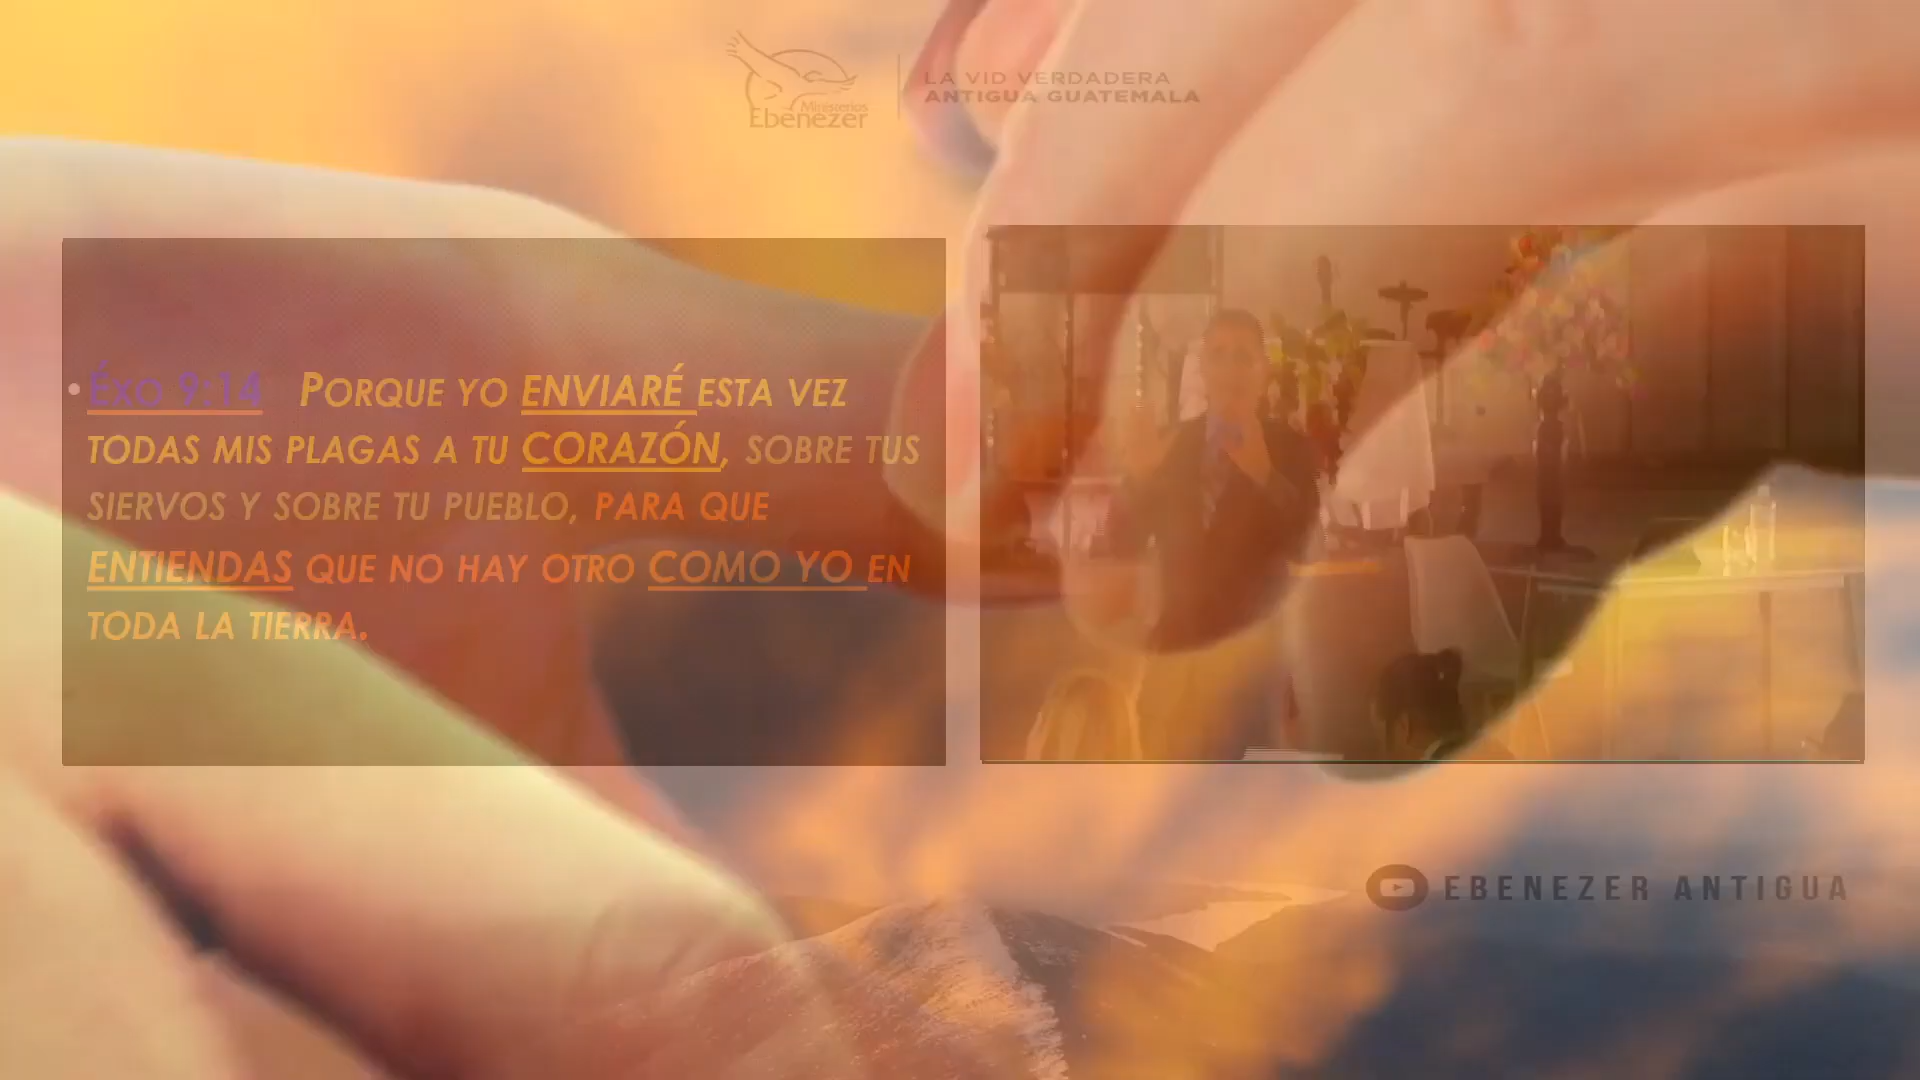 Ministerios
Ebenezer
LA VID VERDADERA
ANTIGUA GUATEMALA
• Éxo 9:14 PORQUE YO ENVIARÉ ESTA VEZ
TODAS MIS PLAGAS A TU CORAZÓN, SOBRE TUS
SIERVOS Y SOBRE TU PUEBLO, PARA QUE
ENTIENDAS QUE NO HAY OTRO COMO YO EN
TODA LA TIERRA.
EBENEZER ANTIGUA